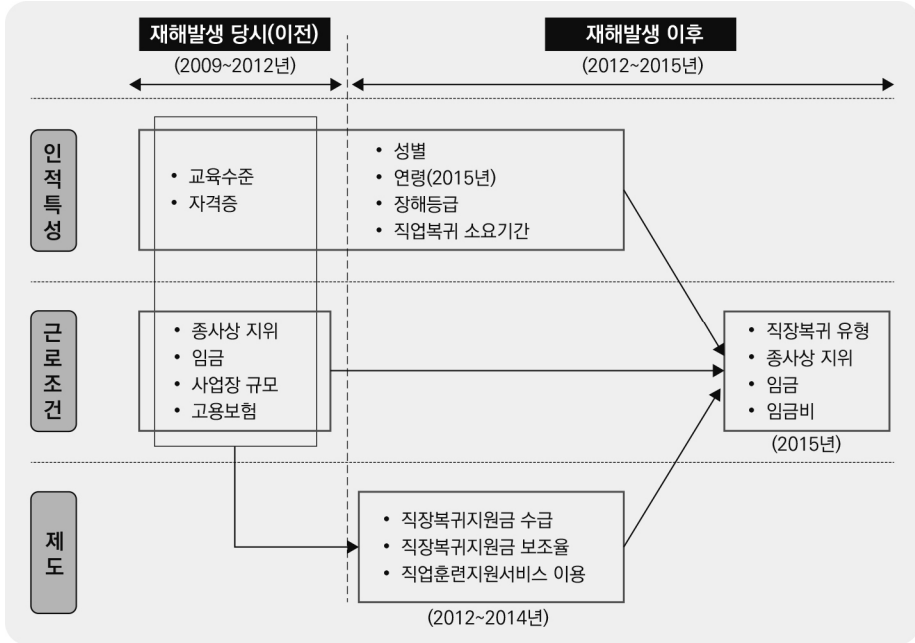 재해발생 당시(이전)
(2009~2012년)
재해발생 이후
(2012~2015년)
인적특성
• 교육수준
• 자격증
• 성별
• 연령(2015년)
• 장해등급
• 직업복귀 소요기간
근로조건
• 종사상 지위
• 임금
• 사업장 규모
• 고용보험
• 직장복귀 유형
• 종사상 지위
• 임금
• 임금비
(2015년)
제도
• 직장복귀지원금 수급
• 직장복귀지원금 보조율
• 직업훈련지원서비스 이용
(2012~2014년)